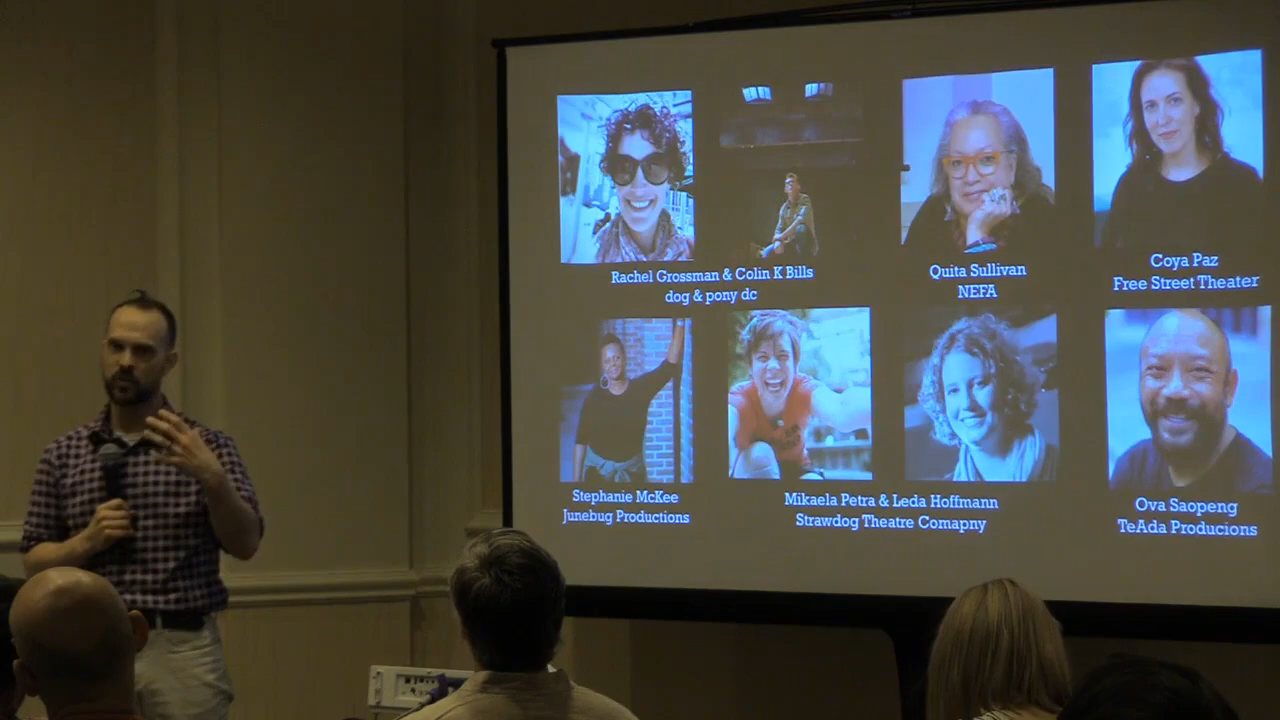 Rachel Grossman & Colin K Bills
dog & pony dc
Quita Sullivan
NEFA
Coya Paz
Free Street Theater
Stephanie McKee
Junebug Productions
Mikaela Petra & Leda Hoffmann
Strawdog Theatre Comapny
Ova Saopeng
TeAda Producions